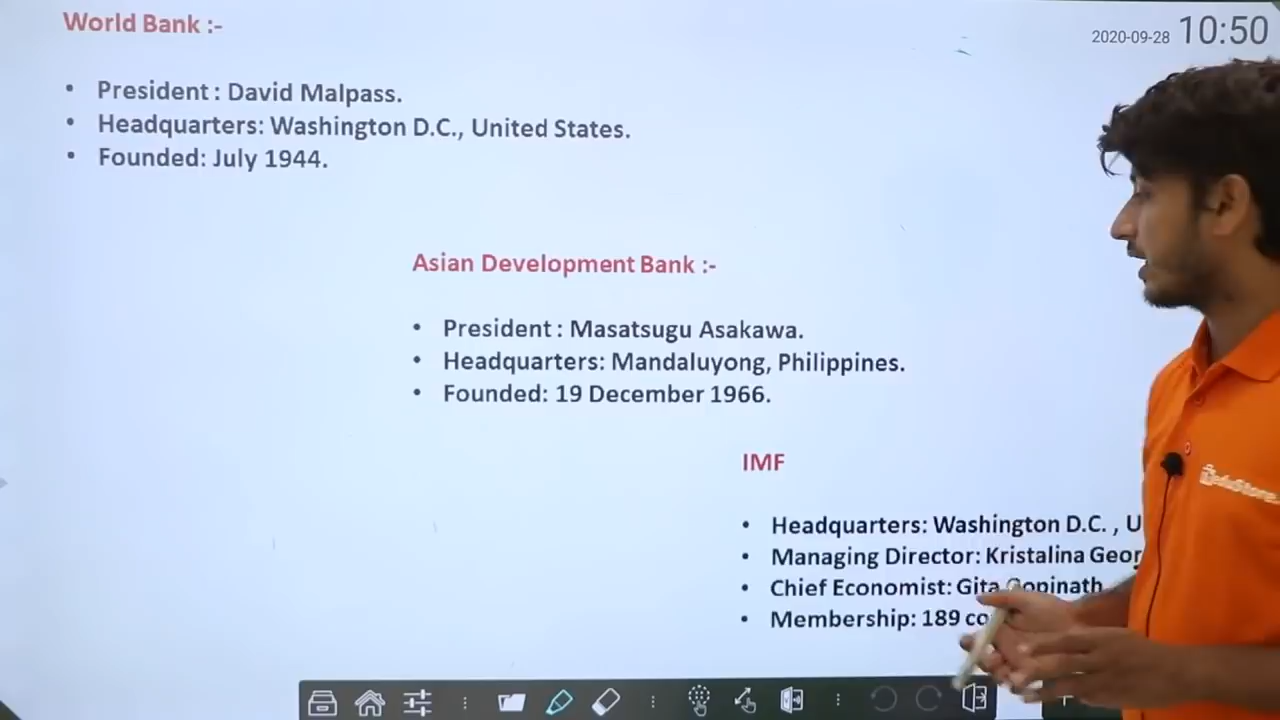 World Bank :-
2020-09-28 10:50
• President : David Malpass.
• Headquarters: Washington D.C., United States.
• Founded: July 1944.
Asian Development Bank :-
• President : Masatsugu Asakawa.
• Headquarters: Mandaluyong, Philippines.
• Founded: 19 December 1966.
IMF
• Headquarters: Washington D.C. , U
• Managing Director: Kristalina Geor
• Chief Economist: Gita Gopinath
• Membership: 189 co